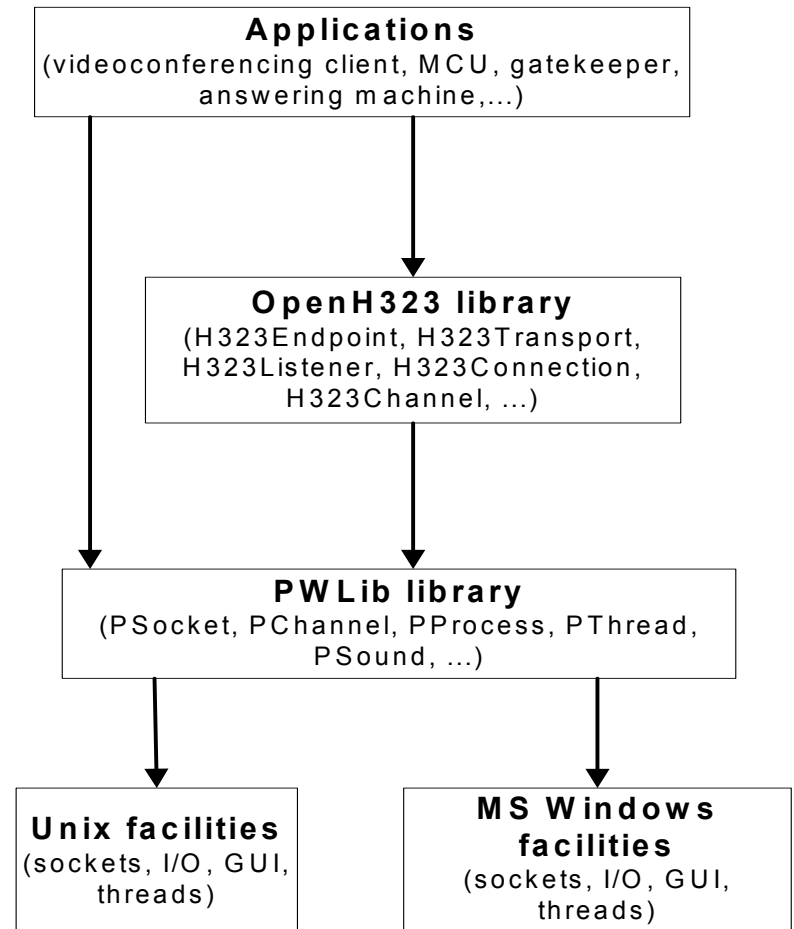 Applications
(videoconferencing client, MCU, gatekeeper,
answering machine,...)
OpenH323 library
(H323Endpoint, H323Transport,
H323Listener, H323Connection,
H323Channel, ...)
PWLib library
(PSocket, PChannel, PProcess, PThread,
PSound, ...)
Unix facilities
(sockets, I/O, GUI,
threads)
MS Windows
facilities
(sockets, I/O, GUI,
threads)